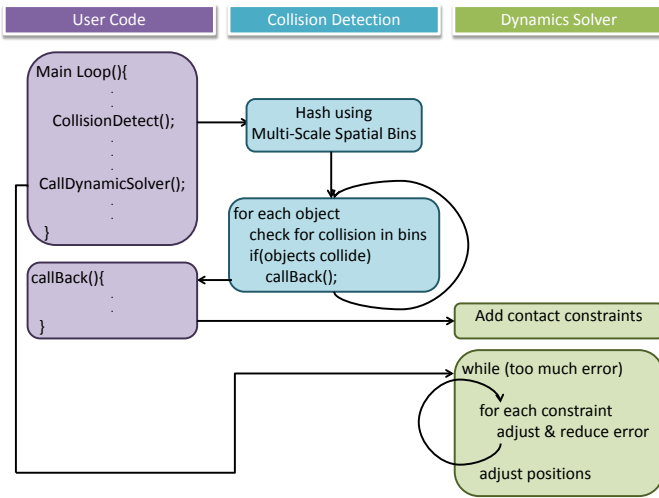 User Code
Collision Detection
Dynamics Solver
Main Loop(){
.
.
CollisionDetect();
.
.
.
CallDynamicSolver();
.
.
}
Hash using
Multi-Scale Spatial Bins
for each object
check for collision in bins
if(objects collide)
callBack();
callBack(){
.
.
}
Add contact constraints
while (too much error)
for each constraint
adjust & reduce error
adjust positions